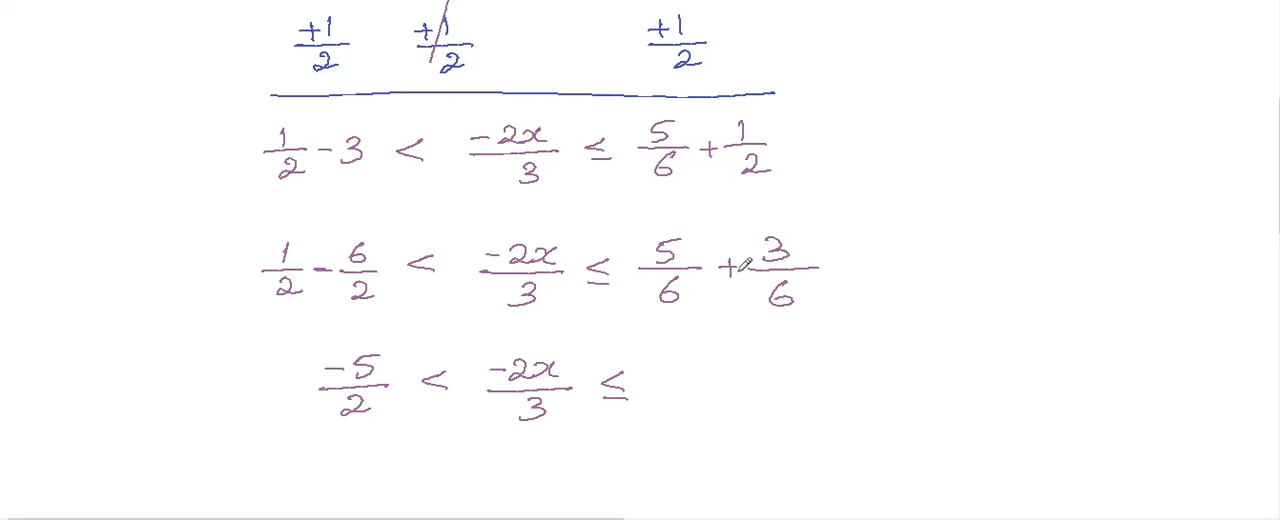 +1/2 +1/2 +1/2
1/2 - 3 < -2x/3 ≤ 5/6 + 1/2
1/2 - 6/2 < -2x/3 ≤ 5/6 + 3/6
-5/2 < -2x/3 ≤